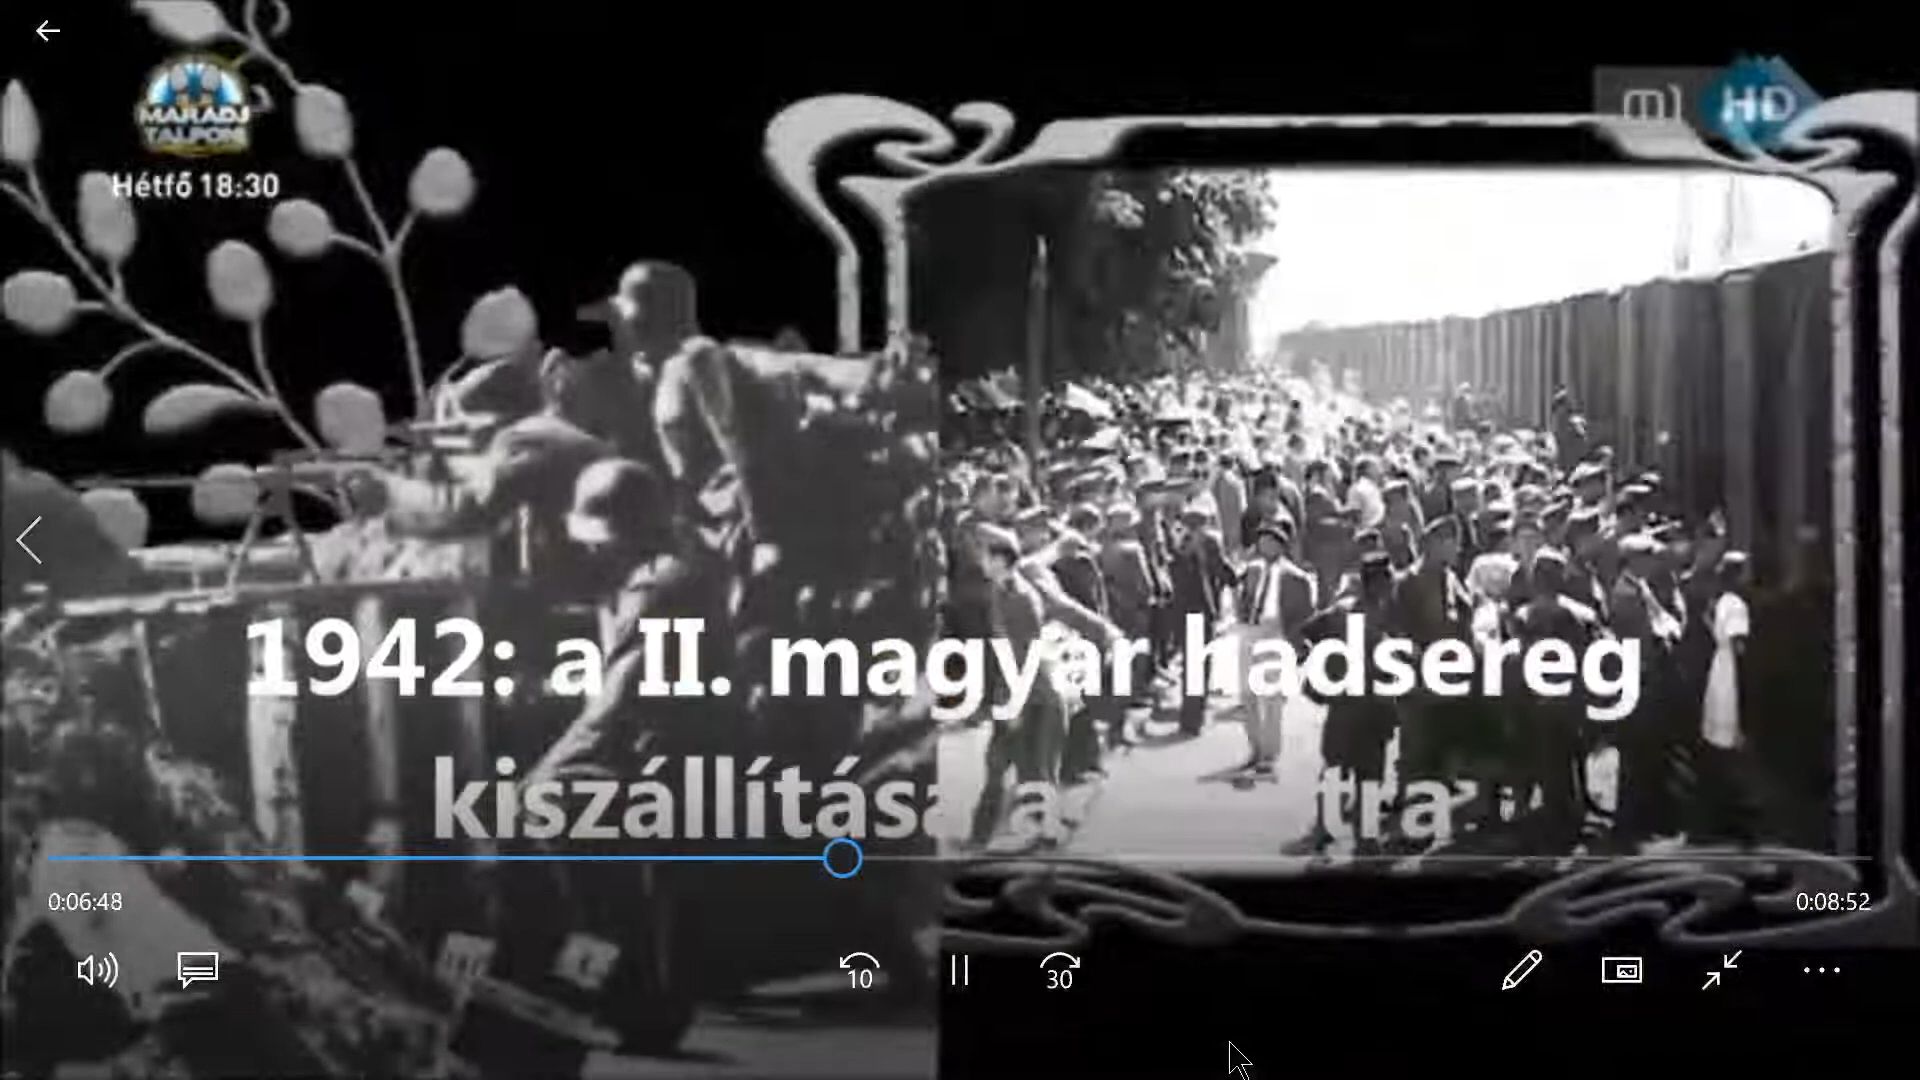 MARADJ
TALPON!
Hétfő 18:30
m1 HD
1942: a II. magyar hadsereg
kiszállítása a
0:06:48
0:08:52
10
30